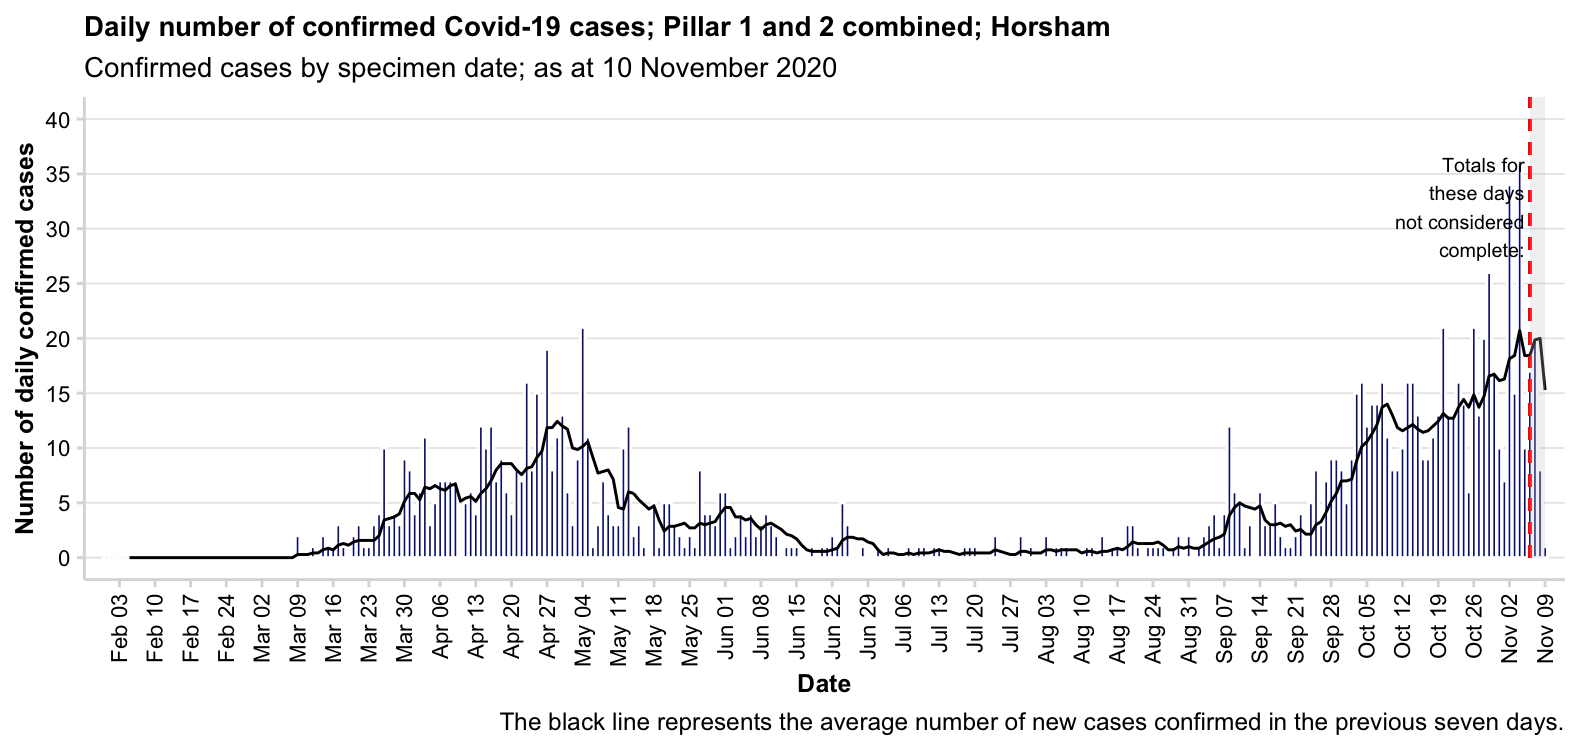 Daily number of confirmed Covid-19 cases; Pillar 1 and 2 combined; Horsham
Confirmed cases by specimen date; as at 10 November 2020
Number of daily confirmed cases
40
35
30
25
20
15
10
5
0
Totals for
these days
not considered
complete.
Feb 03
Feb 10
Feb 17
Feb 24
Mar 02
Mar 09
Mar 16
Mar 23
Mar 30
Apr 06
Apr 13
Apr 20
Apr 27
May 04
May 11
May 18
May 25
Jun 01
Jun 08
Jun 15
Jun 22
Jun 29
Jul 06
Jul 13
Jul 20
Jul 27
Aug 03
Aug 10
Aug 17
Aug 24
Aug 31
Sep 07
Sep 14
Sep 21
Sep 28
Oct 05
Oct 12
Oct 19
Oct 26
Nov 02
Nov 09
Date
The black line represents the average number of new cases confirmed in the previous seven days.